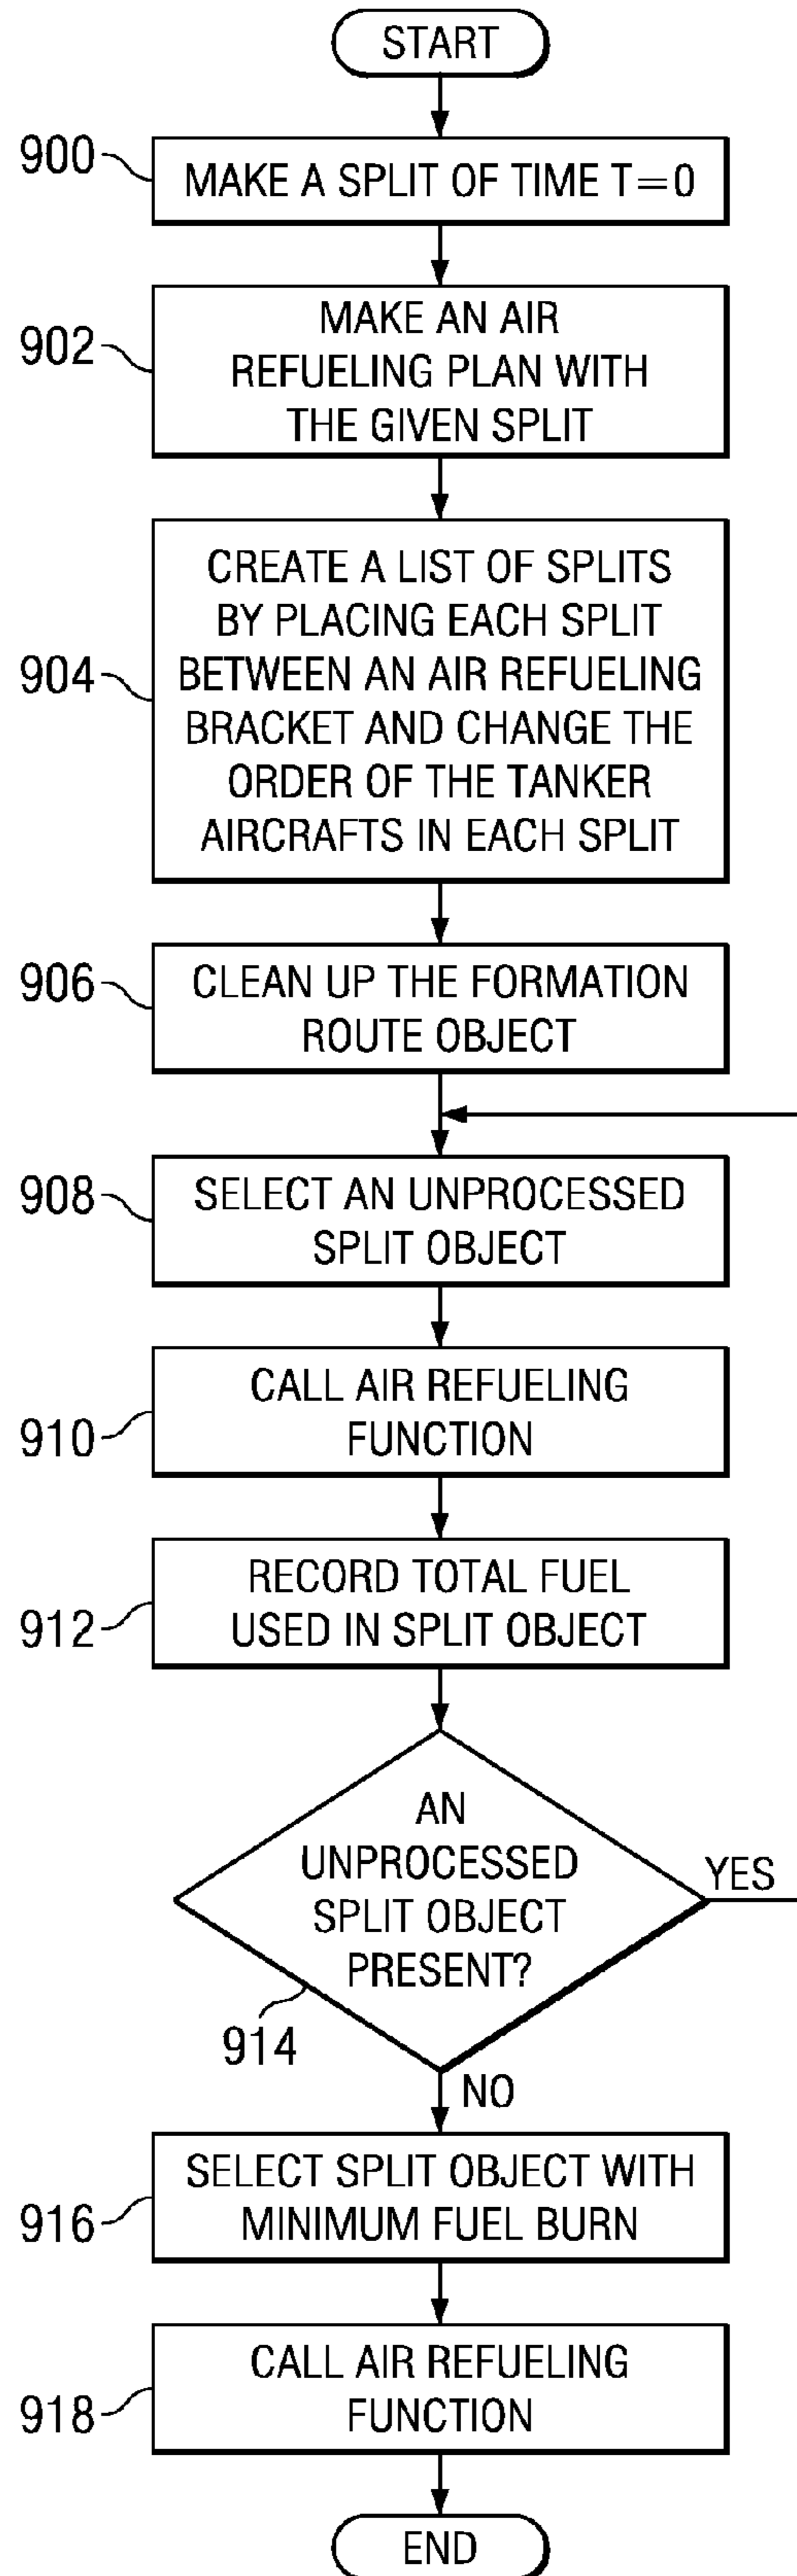 START
900
MAKE A SPLIT OF TIME T=0
902
MAKE AN AIR
REFUELING PLAN WITH
THE GIVEN SPLIT
904
CREATE A LIST OF SPLITS
BY PLACING EACH SPLIT
BETWEEN AN AIR REFUELING
BRACKET AND CHANGE THE
ORDER OF THE TANKER
AIRCRAFTS IN EACH SPLIT
906
CLEAN UP THE FORMATION
ROUTE OBJECT
908
SELECT AN UNPROCESSED
SPLIT OBJECT
910
CALL AIR REFUELING
FUNCTION
912
RECORD TOTAL FUEL
USED IN SPLIT OBJECT
AN
UNPROCESSED
SPLIT OBJECT
PRESENT?
YES
914
NO
916
SELECT SPLIT OBJECT WITH
MINIMUM FUEL BURN
918
CALL AIR REFUELING
FUNCTION
END